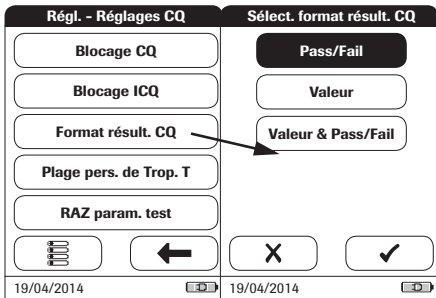 Régl. - Réglages CQ
Blocage CQ
Blocage ICQ
Format résult. CQ
Plage pers. de Trop. T
RAZ param. test
19/04/2014
Sélect. format résult. CQ
Pass/Fail
Valeur
Valeur & Pass/Fail
19/04/2014